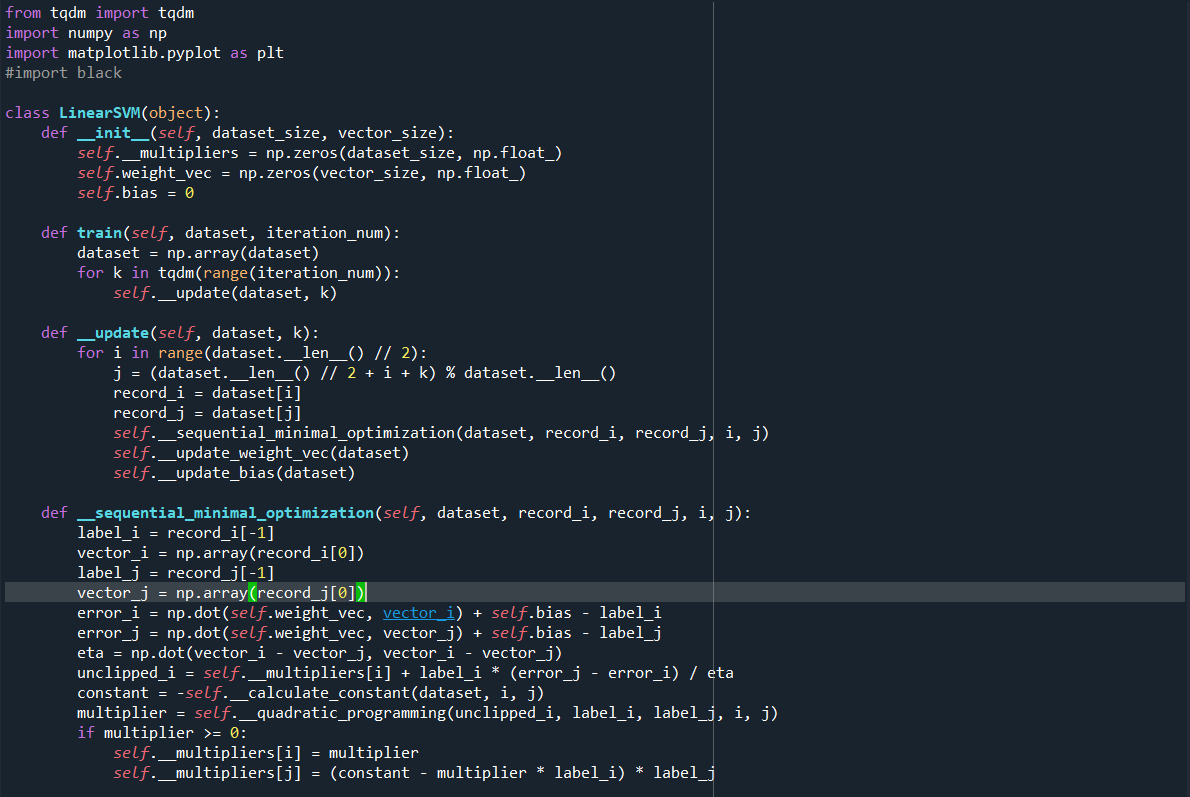 from tqdm import tqdm
import numpy as np
import matplotlib.pyplot as plt
#import black

class LinearSVM(object):
    def __init__(self, dataset_size, vector_size):
        self.__multipliers = np.zeros(dataset_size, np.float_)
        self.weight_vec = np.zeros(vector_size, np.float_)
        self.bias = 0

    def train(self, dataset, iteration_num):
        dataset = np.array(dataset)
        for k in tqdm(range(iteration_num)):
            self.__update(dataset, k)

    def __update(self, dataset, k):
        for i in range(dataset.__len__() // 2):
            j = (dataset.__len__() // 2 + i + k) % dataset.__len__()
            record_i = dataset[i]
            record_j = dataset[j]
            self.__sequential_minimal_optimization(dataset, record_i, record_j, i, j)
            self.__update_weight_vec(dataset)
            self.__update_bias(dataset)

    def __sequential_minimal_optimization(self, dataset, record_i, record_j, i, j):
        label_i = record_i[-1]
        vector_i = np.array(record_i[0])
        label_j = record_j[-1]
        vector_j = np.array(record_j[0])
        error_i = np.dot(self.weight_vec, vector_i) + self.bias - label_i
        error_j = np.dot(self.weight_vec, vector_j) + self.bias - label_j
        eta = np.dot(vector_i - vector_j, vector_i - vector_j)
        unclipped_i = self.__multipliers[i] + label_i * (error_j - error_i) / eta
        constant = -self.__calculate_constant(dataset, i, j)
        multiplier = self.__quadratic_programming(unclipped_i, label_i, label_j, i, j)
        if multiplier >= 0:
            self.__multipliers[i] = multiplier
            self.__multipliers[j] = (constant - multiplier * label_i) * label_j